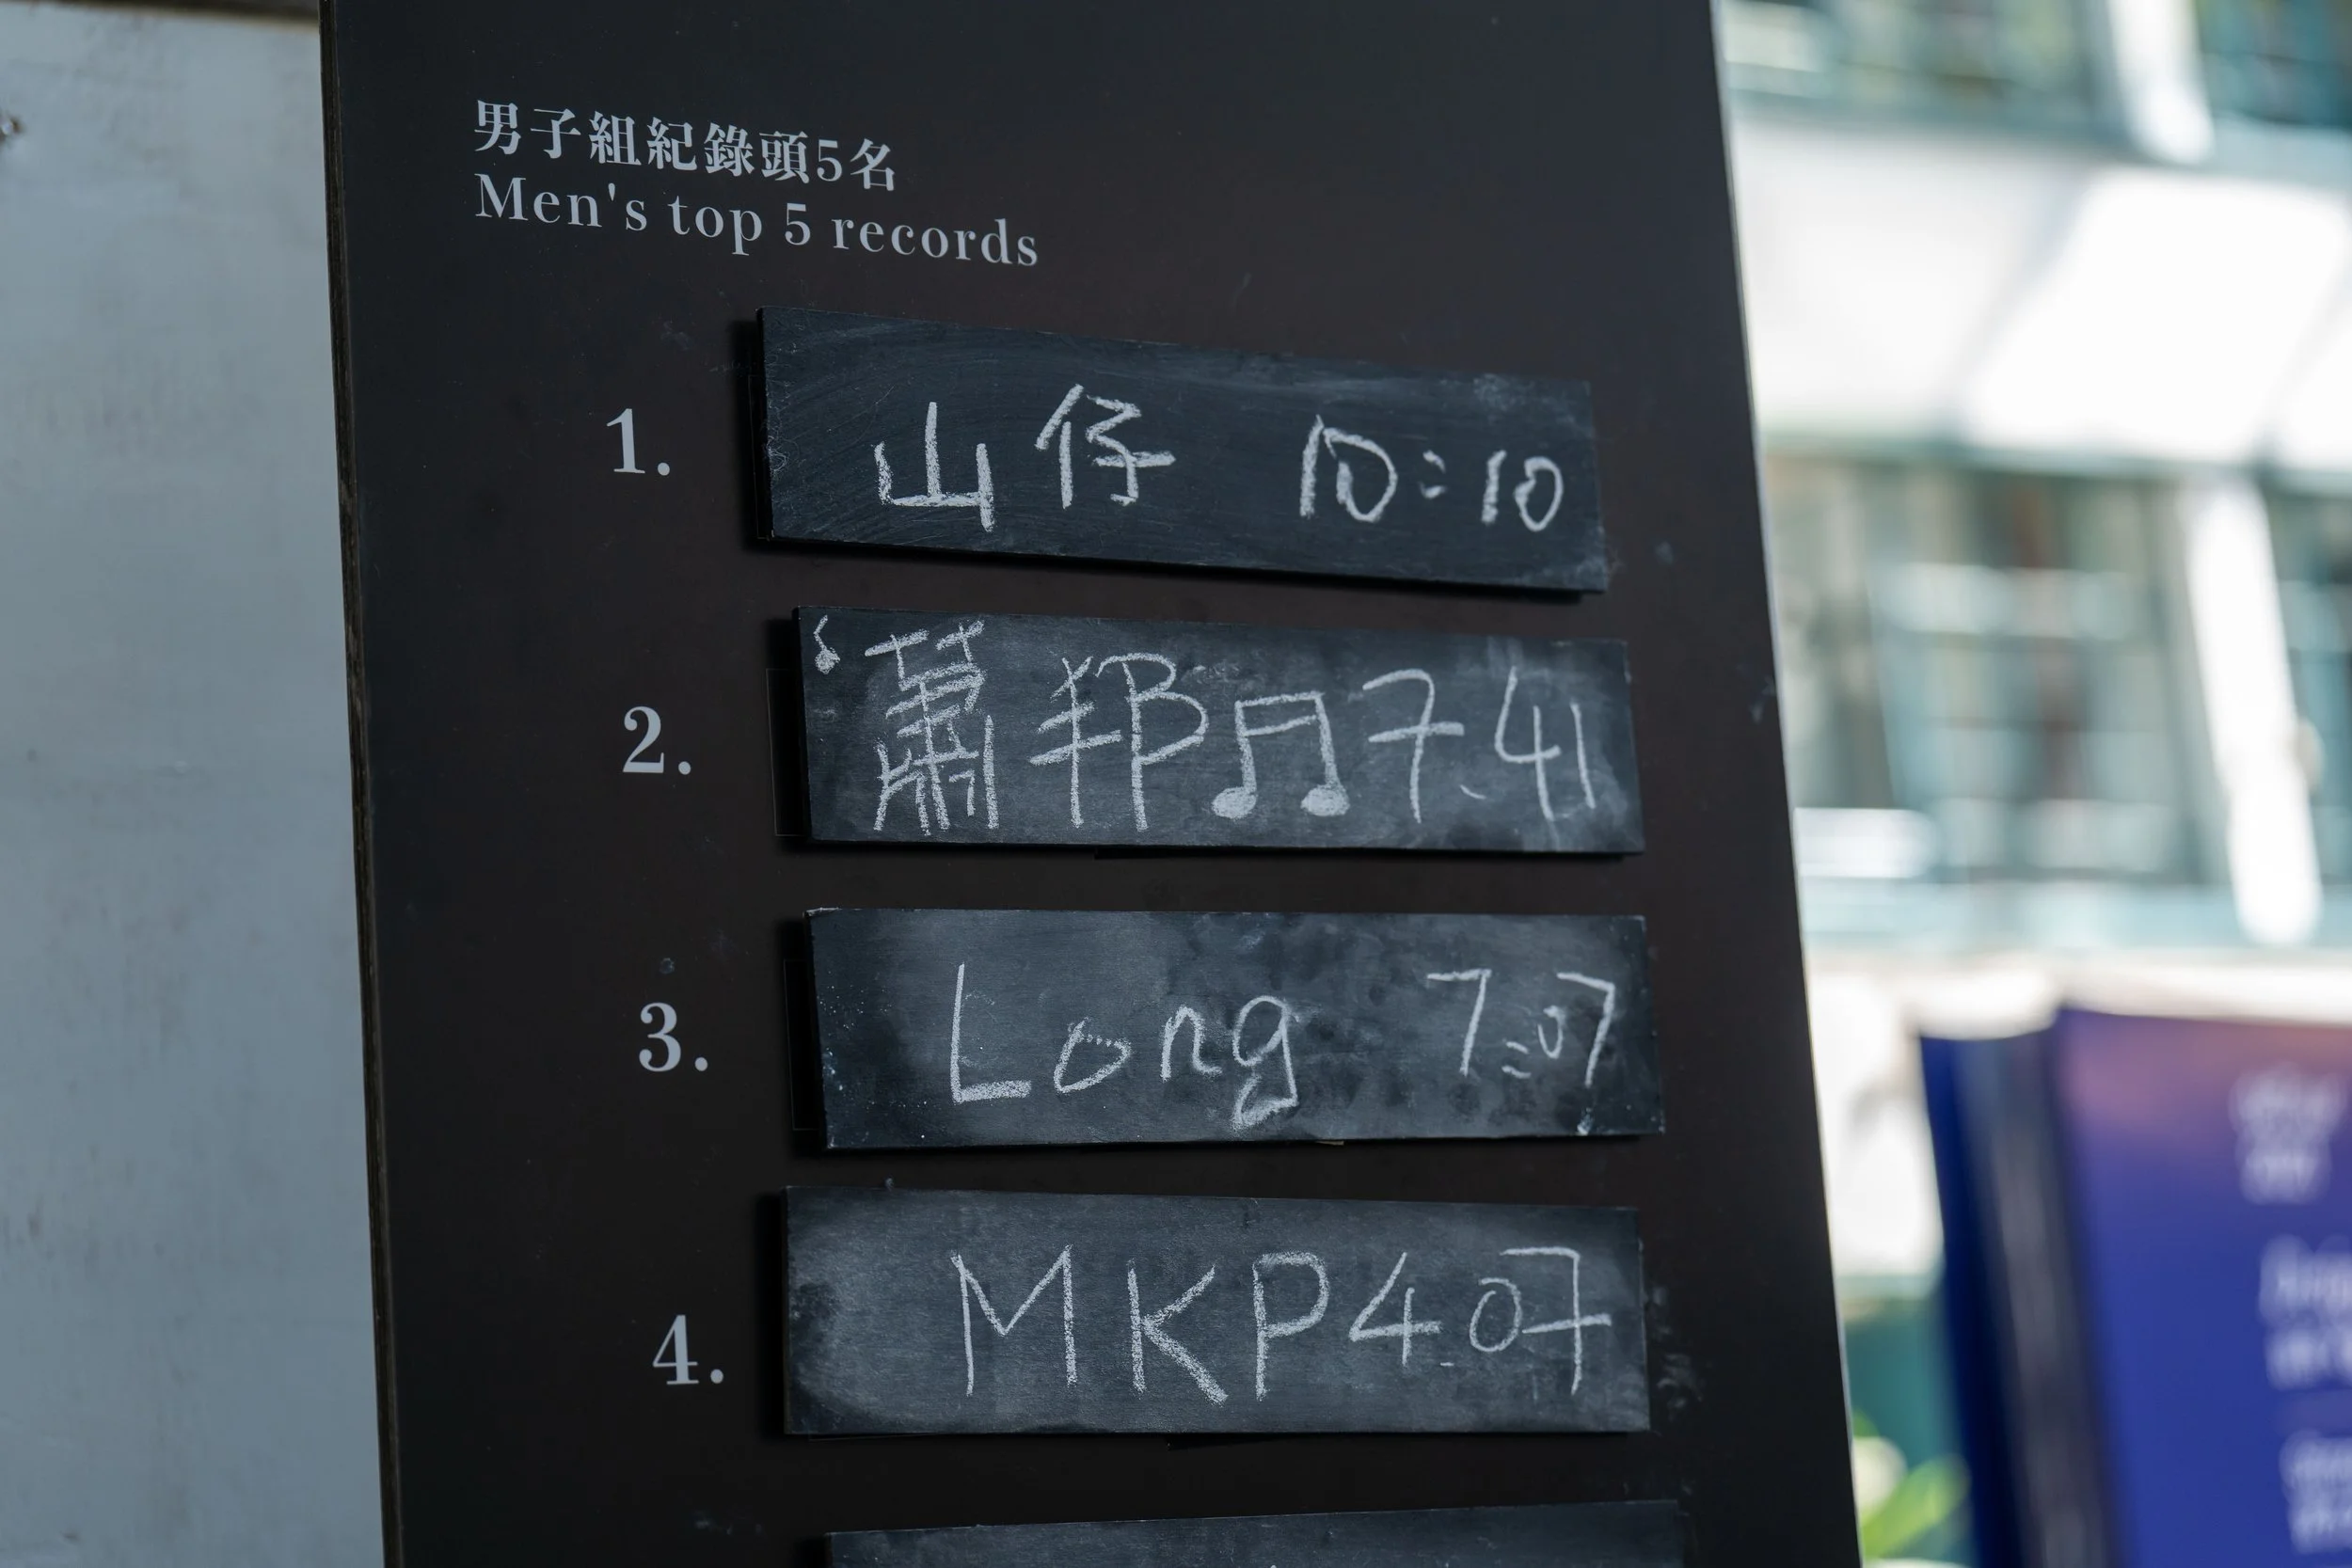 男子組紀錄頭5名
Men's top 5 records
1. 山仔 10:10
2. 蕭邦 7.41
3. Long 7:07
4. MKP 4.07